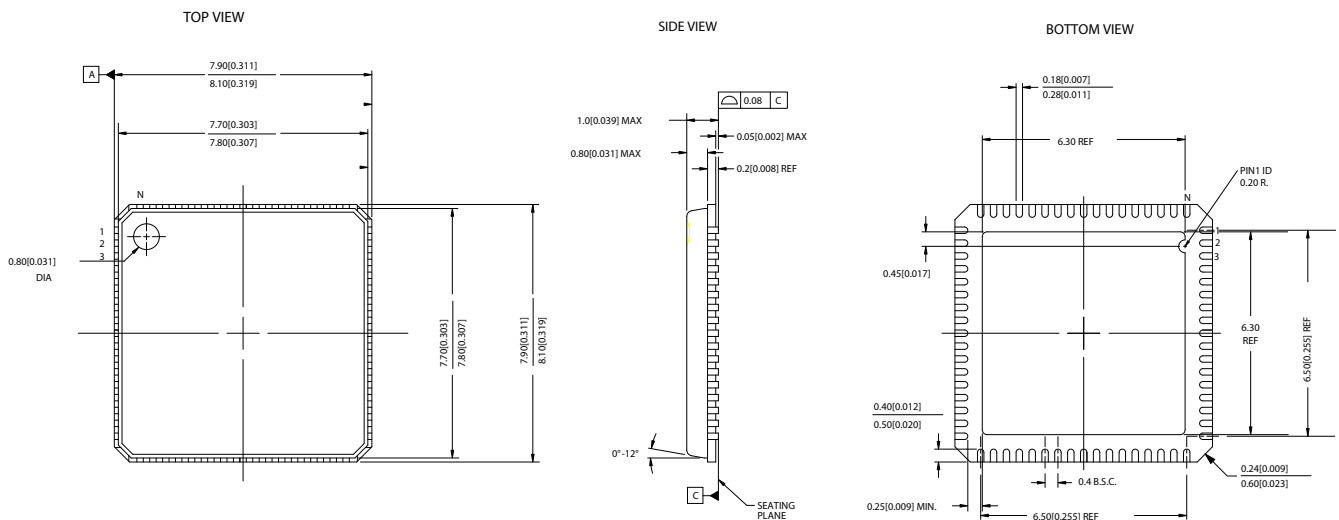 TOP VIEW
A
7.90[0.311]
8.10[0.319]
7.70[0.303]
7.80[0.307]
N
1
2
3
0.80[0.031]
DIA
7.70[0.303]
7.80[0.307]
7.90[0.311]
8.10[0.319]
SIDE VIEW
0.08 C
1.0[0.039] MAX
0.05[0.002] MAX
0.80[0.031] MAX
0.2[0.008] REF
0°-12°
C
SEATING
PLANE
BOTTOM VIEW
0.18[0.007]
0.28[0.011]
6.30 REF
PIN1 ID
0.20 R.
N
1
2
3
0.45[0.017]
6.30
REF
6.50[0.255] REF
0.40[0.012]
0.50[0.020]
0.4 B.S.C.
0.24[0.009]
0.60[0.023]
0.25[0.009] MIN.
6.50[0.255] REF